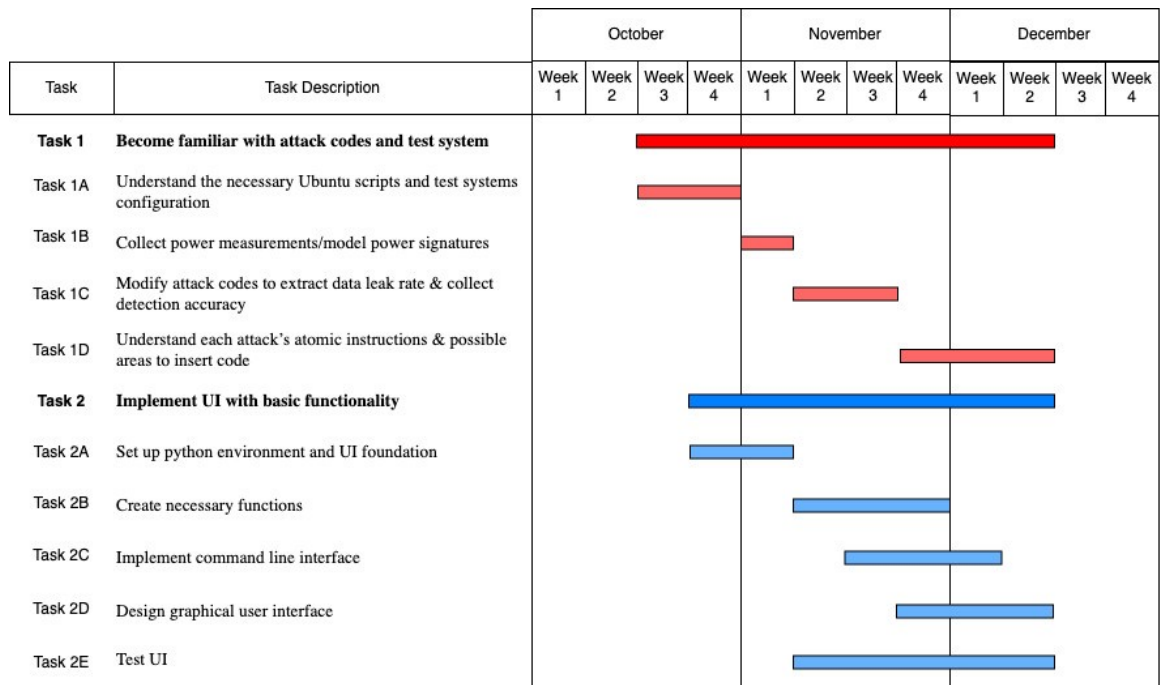 October November December
Task Task Description Week 1 Week 2 Week 3 Week 4 Week 1 Week 2 Week 3 Week 4 Week 1 Week 2 Week 3 Week 4
Task 1 Become familiar with attack codes and test system
Task 1A Understand the necessary Ubuntu scripts and test systems
configuration
Task 1B Collect power measurements/model power signatures
Task 1C Modify attack codes to extract data leak rate & collect
detection accuracy
Task 1D Understand each attack's atomic instructions & possible
areas to insert code
Task 2 Implement UI with basic functionality
Task 2A Set up python environment and UI foundation
Task 2B Create necessary functions
Task 2C Implement command line interface
Task 2D Design graphical user interface
Task 2E Test UI